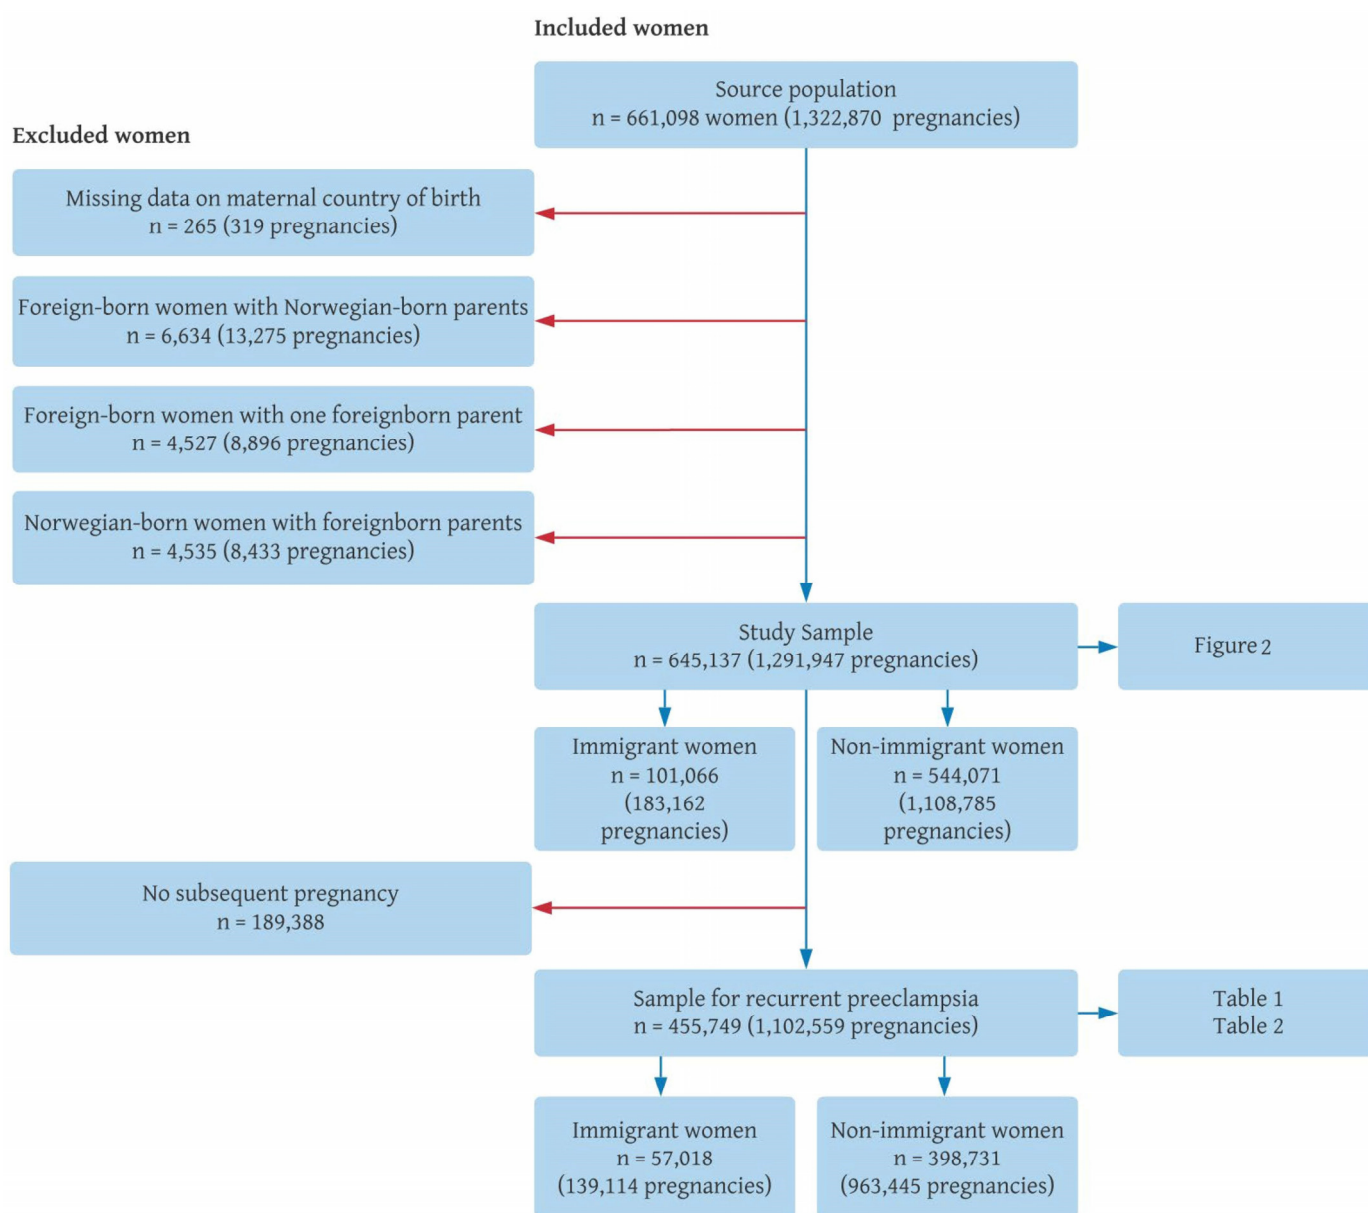 Included women
Source population
n = 661,098 women (1,322,870 pregnancies)
Excluded women
Missing data on maternal country of birth
n = 265 (319 pregnancies)
Foreign-born women with Norwegian-born parents
n = 6,634 (13,275 pregnancies)
Foreign-born women with one foreignborn parent
n = 4,527 (8,896 pregnancies)
Norwegian-born women with foreignborn parents
n = 4,535 (8,433 pregnancies)
Study Sample
n = 645,137 (1,291,947 pregnancies)
Figure 2
Immigrant women
n = 101,066
(183,162
pregnancies)
Non-immigrant women
n = 544,071
(1,108,785
pregnancies)
No subsequent pregnancy
n = 189,388
Sample for recurrent preeclampsia
n = 455,749 (1,102,559 pregnancies)
Table 1
Table 2
Immigrant women
n = 57,018
(139,114 pregnancies)
Non-immigrant women
n = 398,731
(963,445 pregnancies)